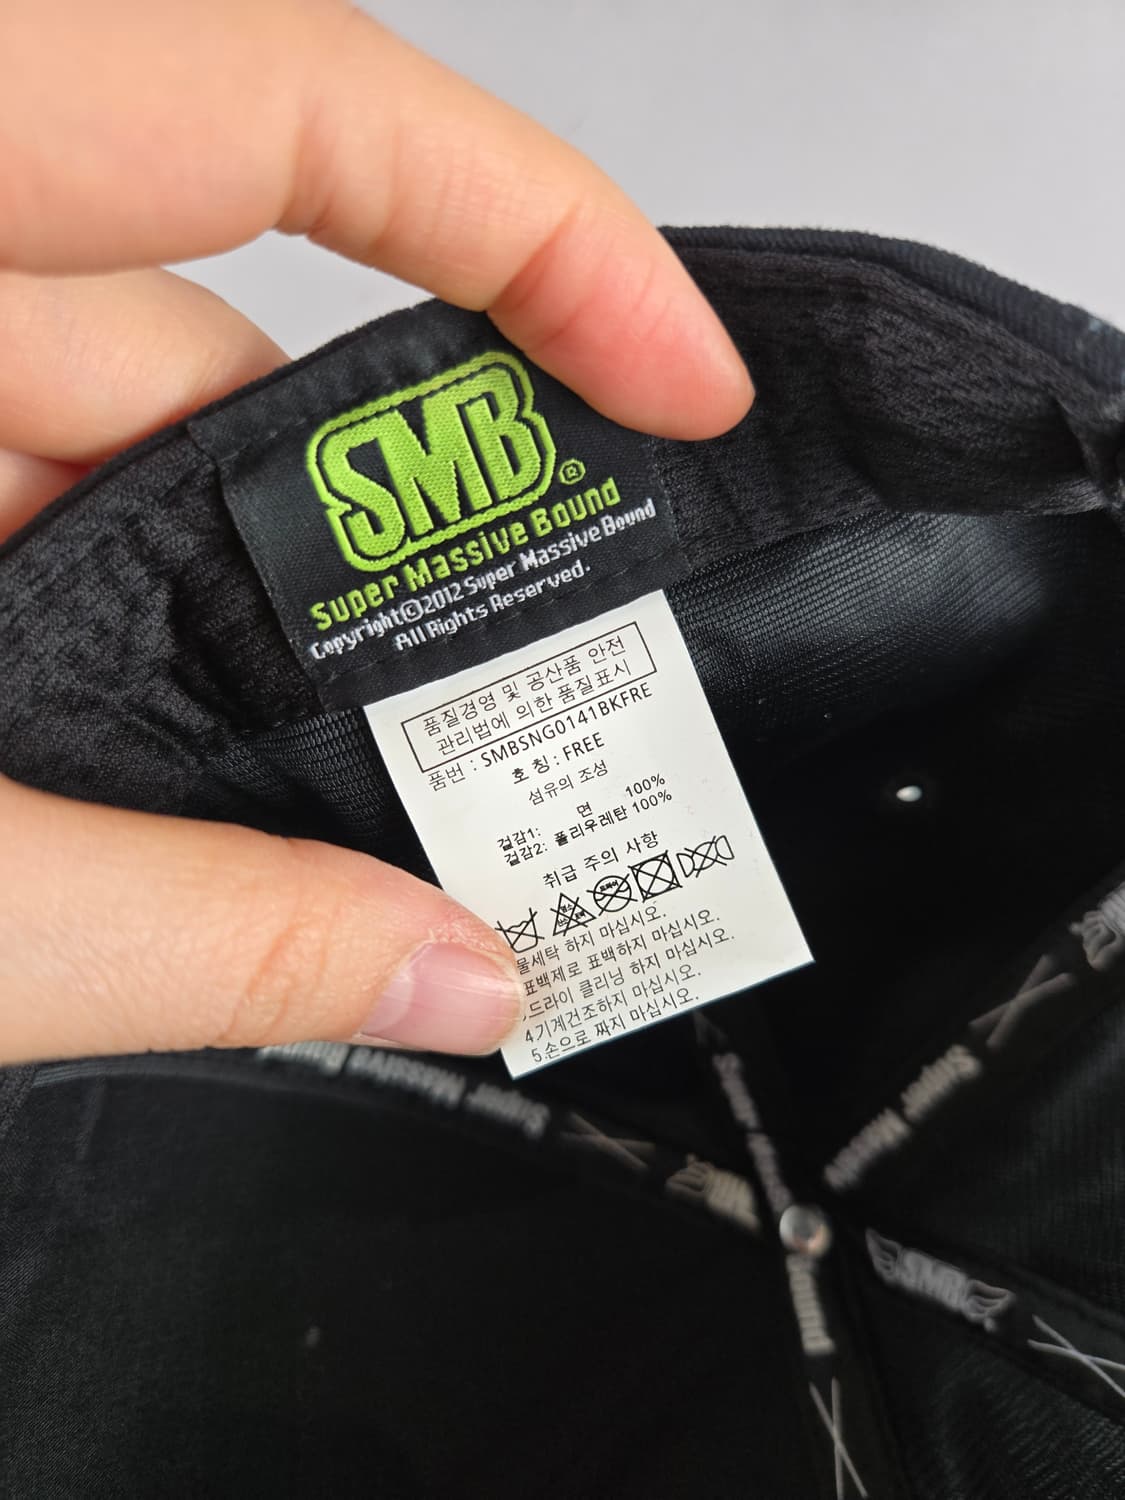 SMB®
Super Massive Bound
Copyright©2012 Super Massive Bound
All Rights Reserved.
품질경영 및 공산품 안전
관리법에 의한 품질표시
품번 : SMBSNG0141BKFRE
호 칭 : FREE
섬유의 조성
겉감1: 면 100%
겉감2: 폴리우레탄 100%
취급 주의 사항
물세탁 하지 마십시오.
표백제로 표백하지 마십시오.
드라이 클리닝 하지 마십시오.
4.기계건조하지 마십시오.
5.손으로 짜지 마십시오.
Super Massive Bound
SMB
Super Massive
SMB
Bound